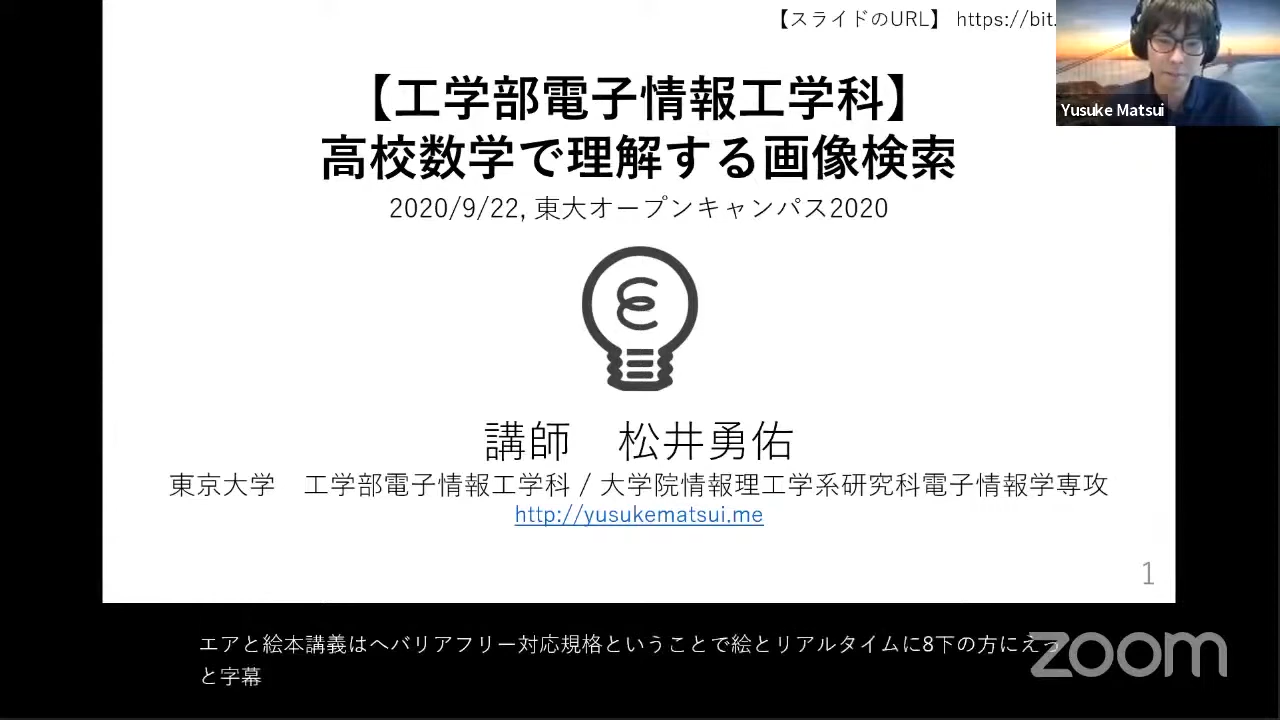 【スライドのURL】 https://bit.
【工学部電子情報工学科】
高校数学で理解する画像検索
2020/9/22, 東大オープンキャンパス2020
講師　松井勇佑
東京大学　工学部電子情報工学科 / 大学院情報理工学系研究科電子情報学専攻
http://yusukematsui.me
1
Yusuke Matsui
エアと絵本講義はヘバリアフリー対応規格ということで絵とリアルタイムに8下の方にえっ
と字幕
zoom